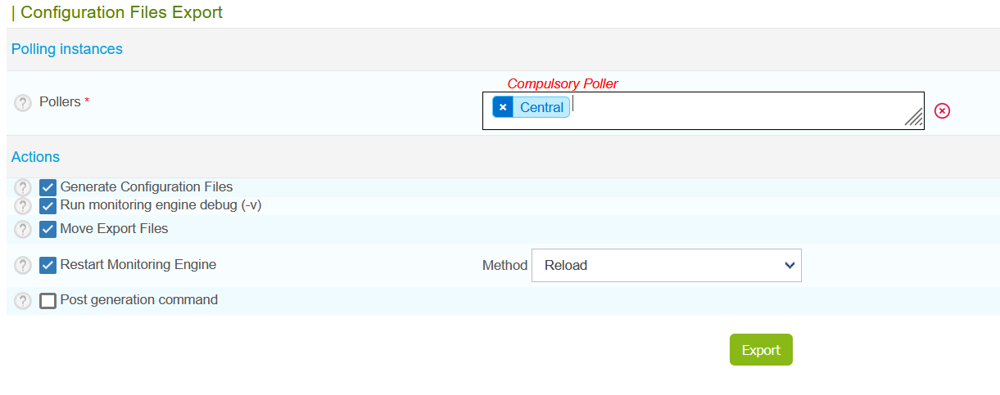 | Configuration Files Export
Polling instances
Compulsory Poller
? Pollers * × Central
Actions
? Generate Configuration Files
? Run monitoring engine debug (-v)
? Move Export Files
? Restart Monitoring Engine Method Reload
? Post generation command
Export